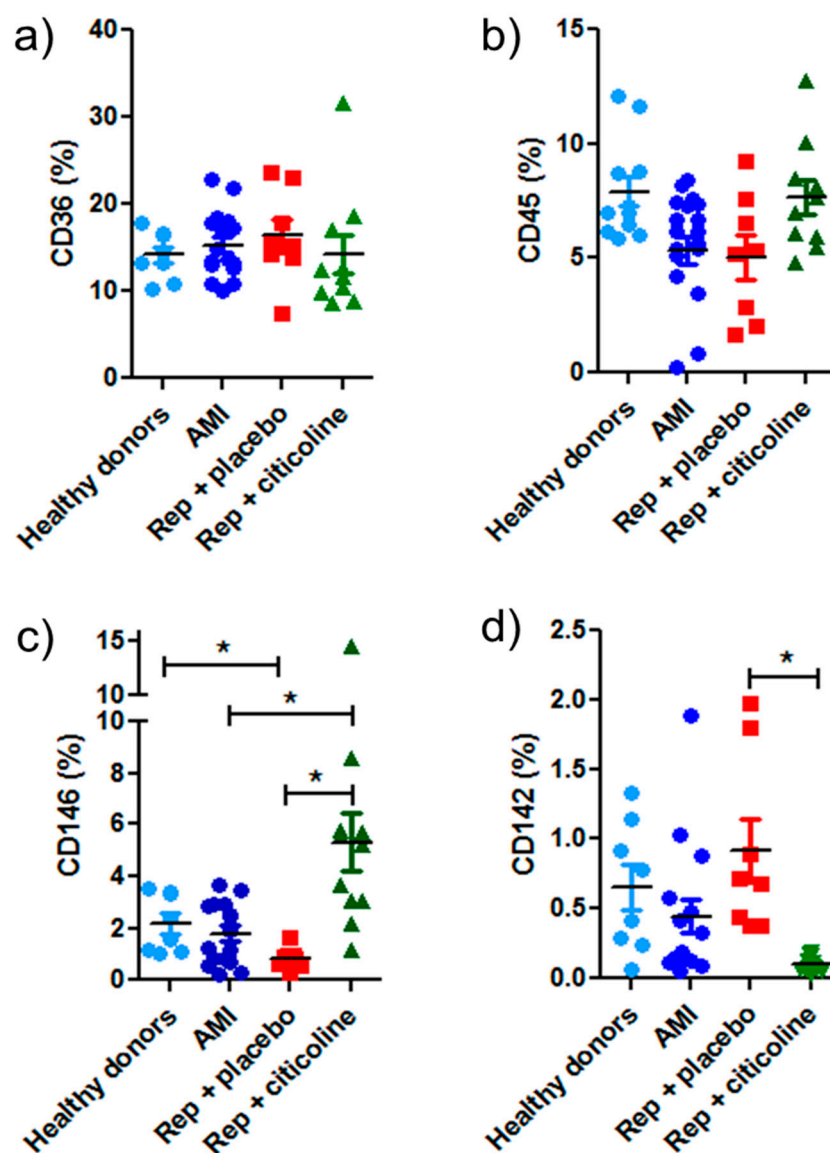 a)
CD36 (%)
40
30
20
10
0
Healthy donors
AMI
Rep + placebo
Rep + citicoline
b)
CD45 (%)
15
10
5
0
Healthy donors
AMI
Rep + placebo
Rep + citicoline
c)
CD146 (%)
15
10
10
8
6
4
2
0
*
*
*
Healthy donors
AMI
Rep + placebo
Rep + citicoline
d)
CD142 (%)
2.5
2.0
1.5
1.0
0.5
0.0
*
Healthy donors
AMI
Rep + placebo
Rep + citicoline